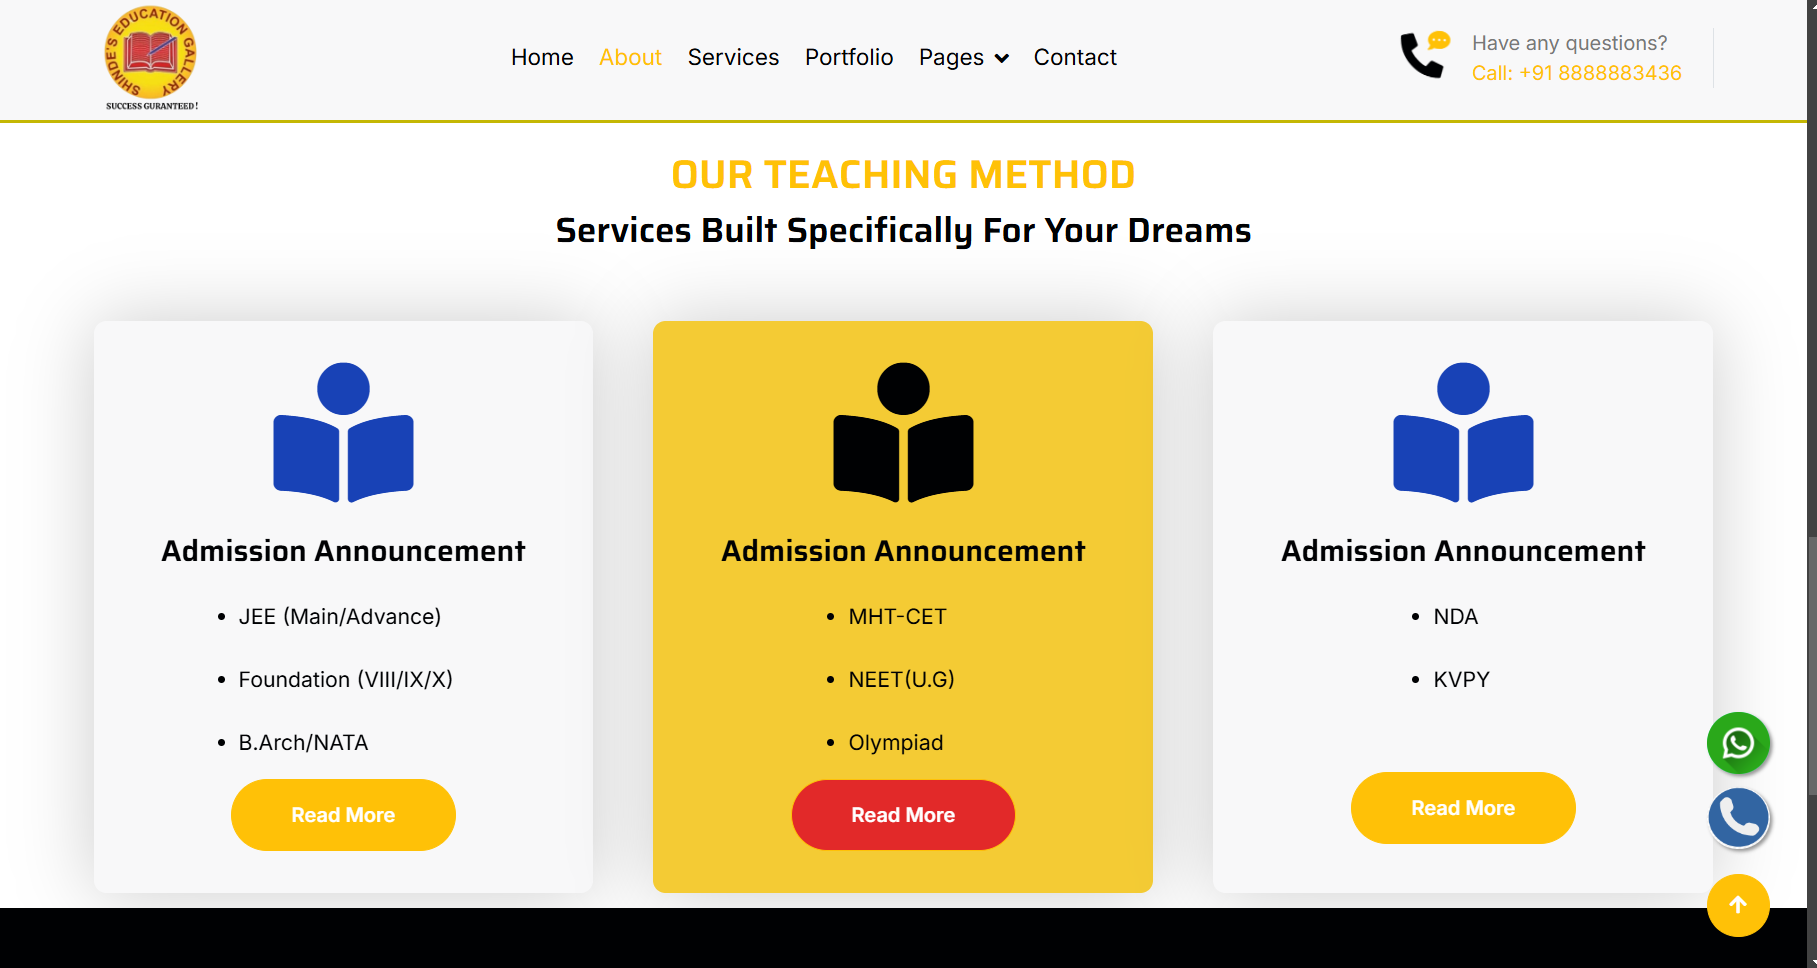 SHINDE'S EDUCATION GALLERY
SUCCESS GURANTEED!
Home About Services Portfolio Pages Contact
Have any questions?
Call: +91 8888883436
OUR TEACHING METHOD
Services Built Specifically For Your Dreams
Admission Announcement
• JEE (Main/Advance)
• Foundation (VIII/IX/X)
• B.Arch/NATA
Read More
Admission Announcement
• MHT-CET
• NEET(U.G)
• Olympiad
Read More
Admission Announcement
• NDA
• KVPY
Read More